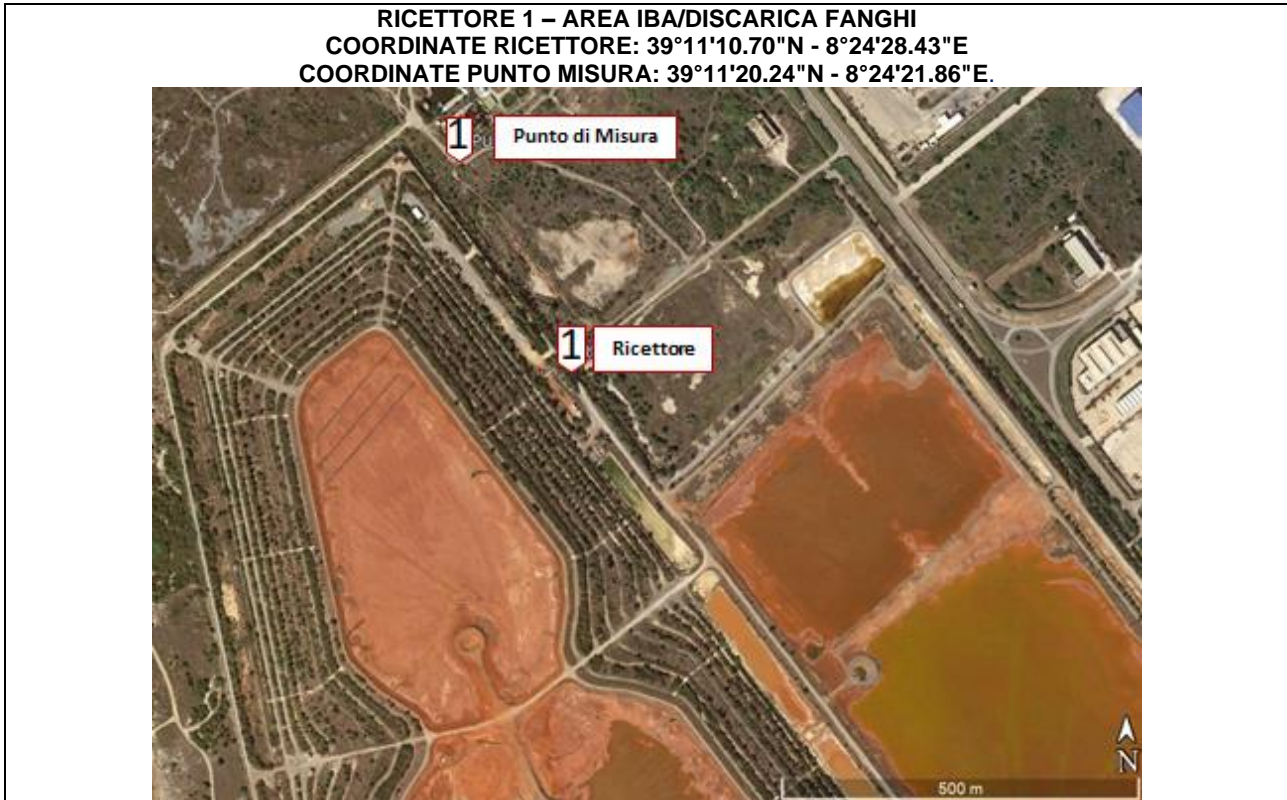 RICETTORE 1 – AREA IBA/DISCARICA FANGHI
COORDINATE RICETTORE: 39°11'10.70"N - 8°24'28.43"E
COORDINATE PUNTO MISURA: 39°11'20.24"N - 8°24'21.86"E.
1 Punto di Misura
1 Ricettore
N
500 m